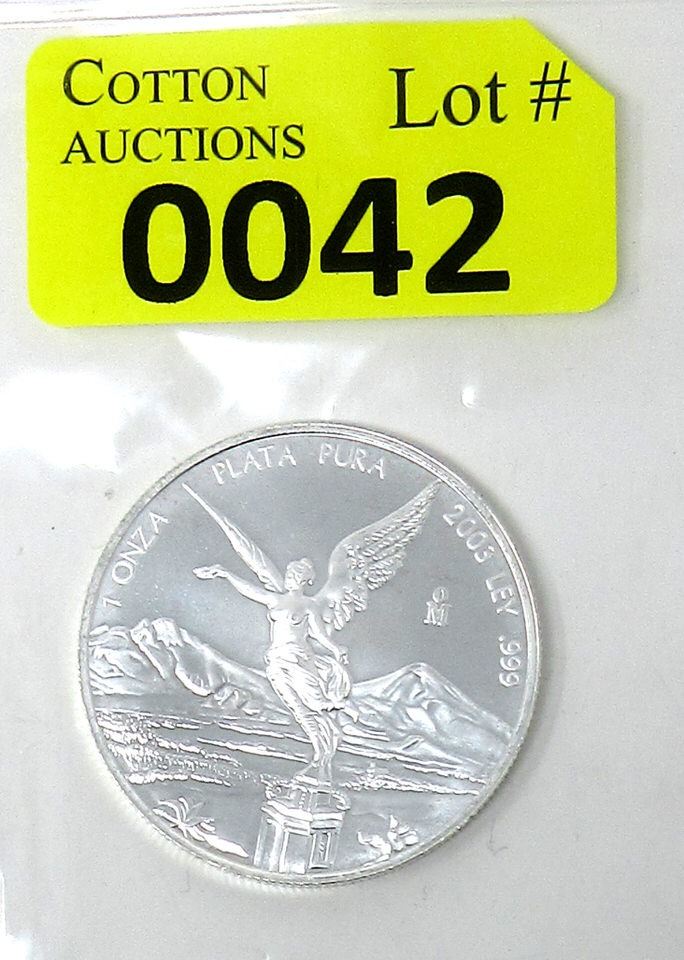 COTTON
AUCTIONS
Lot #
0042
1 ONZA PLATA PURA 2003 LEY .999
Mo